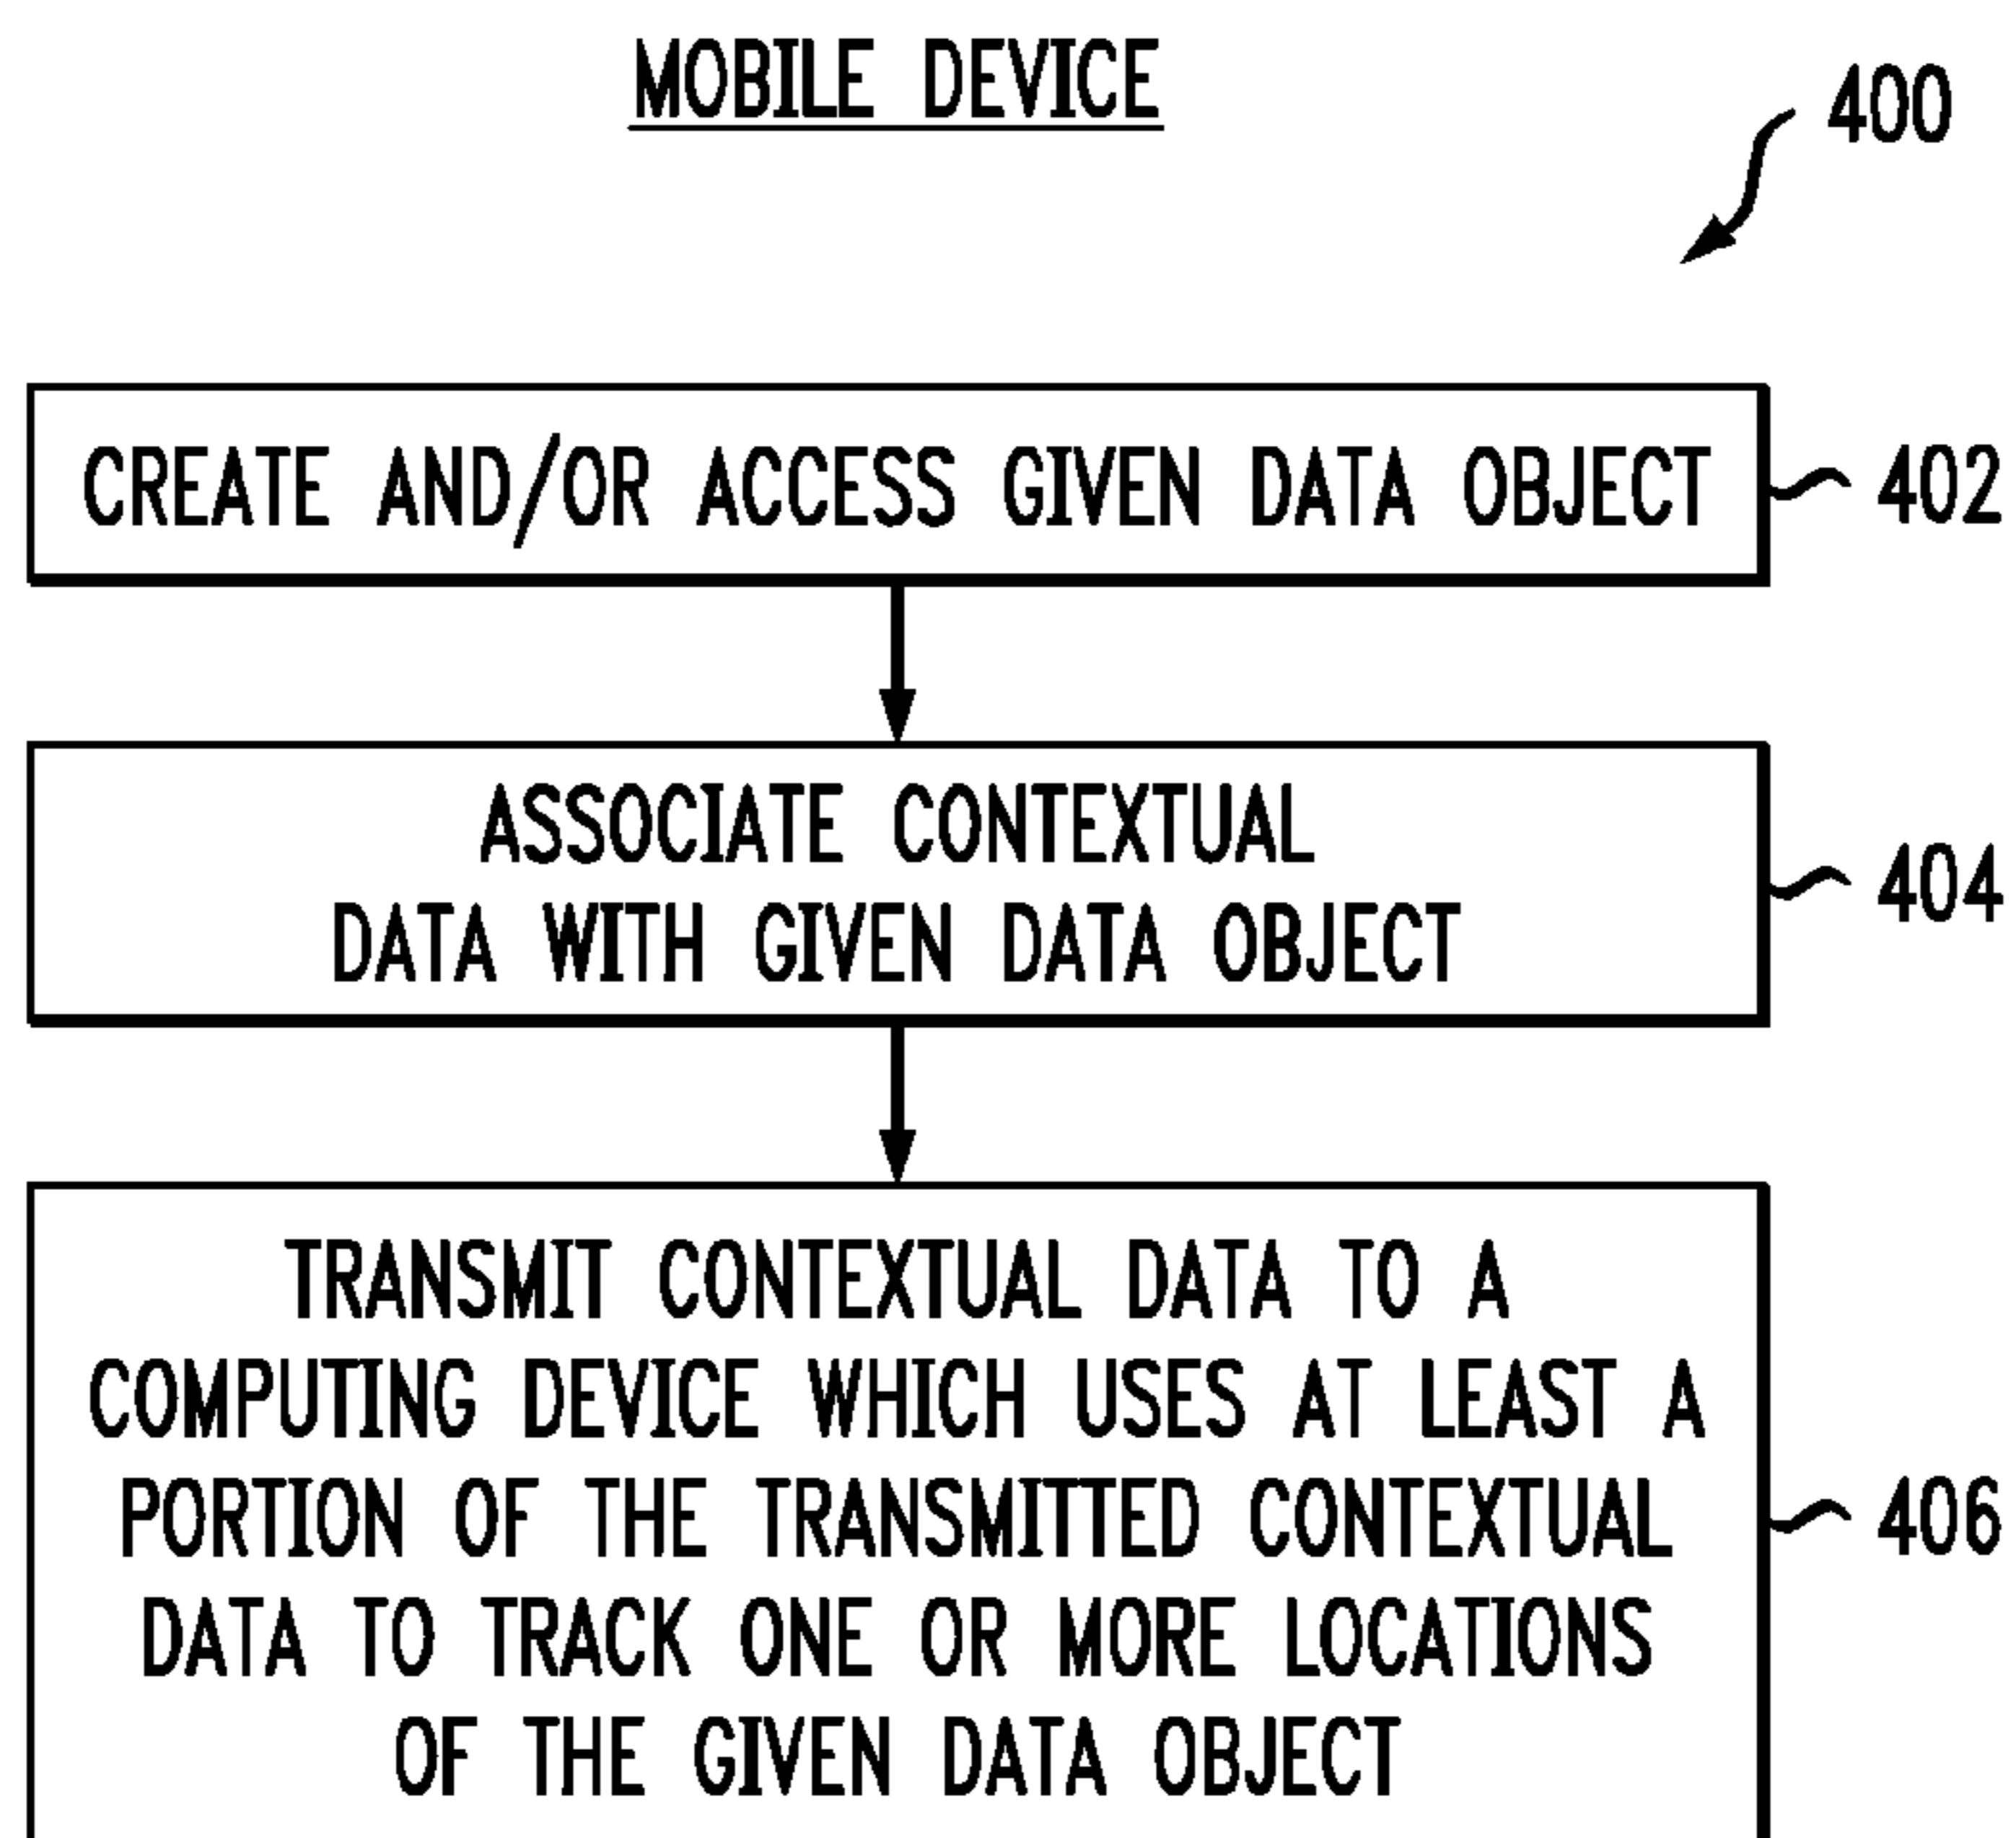 MOBILE DEVICE
400
CREATE AND/OR ACCESS GIVEN DATA OBJECT
402
ASSOCIATE CONTEXTUAL
DATA WITH GIVEN DATA OBJECT
404
TRANSMIT CONTEXTUAL DATA TO A
COMPUTING DEVICE WHICH USES AT LEAST A
PORTION OF THE TRANSMITTED CONTEXTUAL
DATA TO TRACK ONE OR MORE LOCATIONS
OF THE GIVEN DATA OBJECT
406